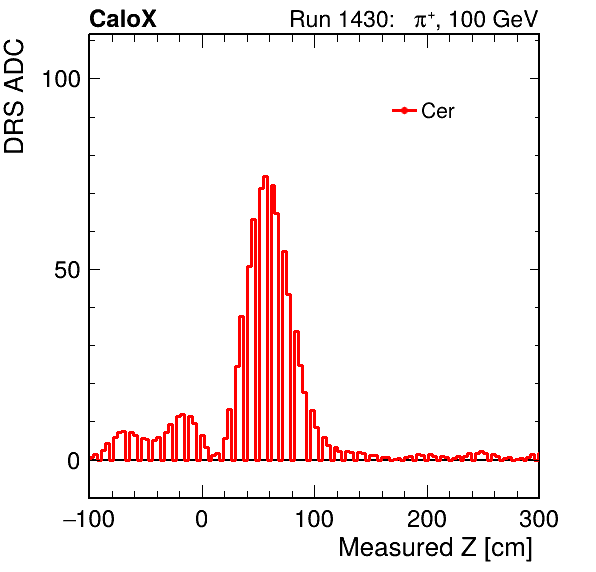 CaloX Run 1430: π⁺, 100 GeV
DRS ADC
100
50
0
Cer
−100 0 100 200 300
Measured Z [cm]